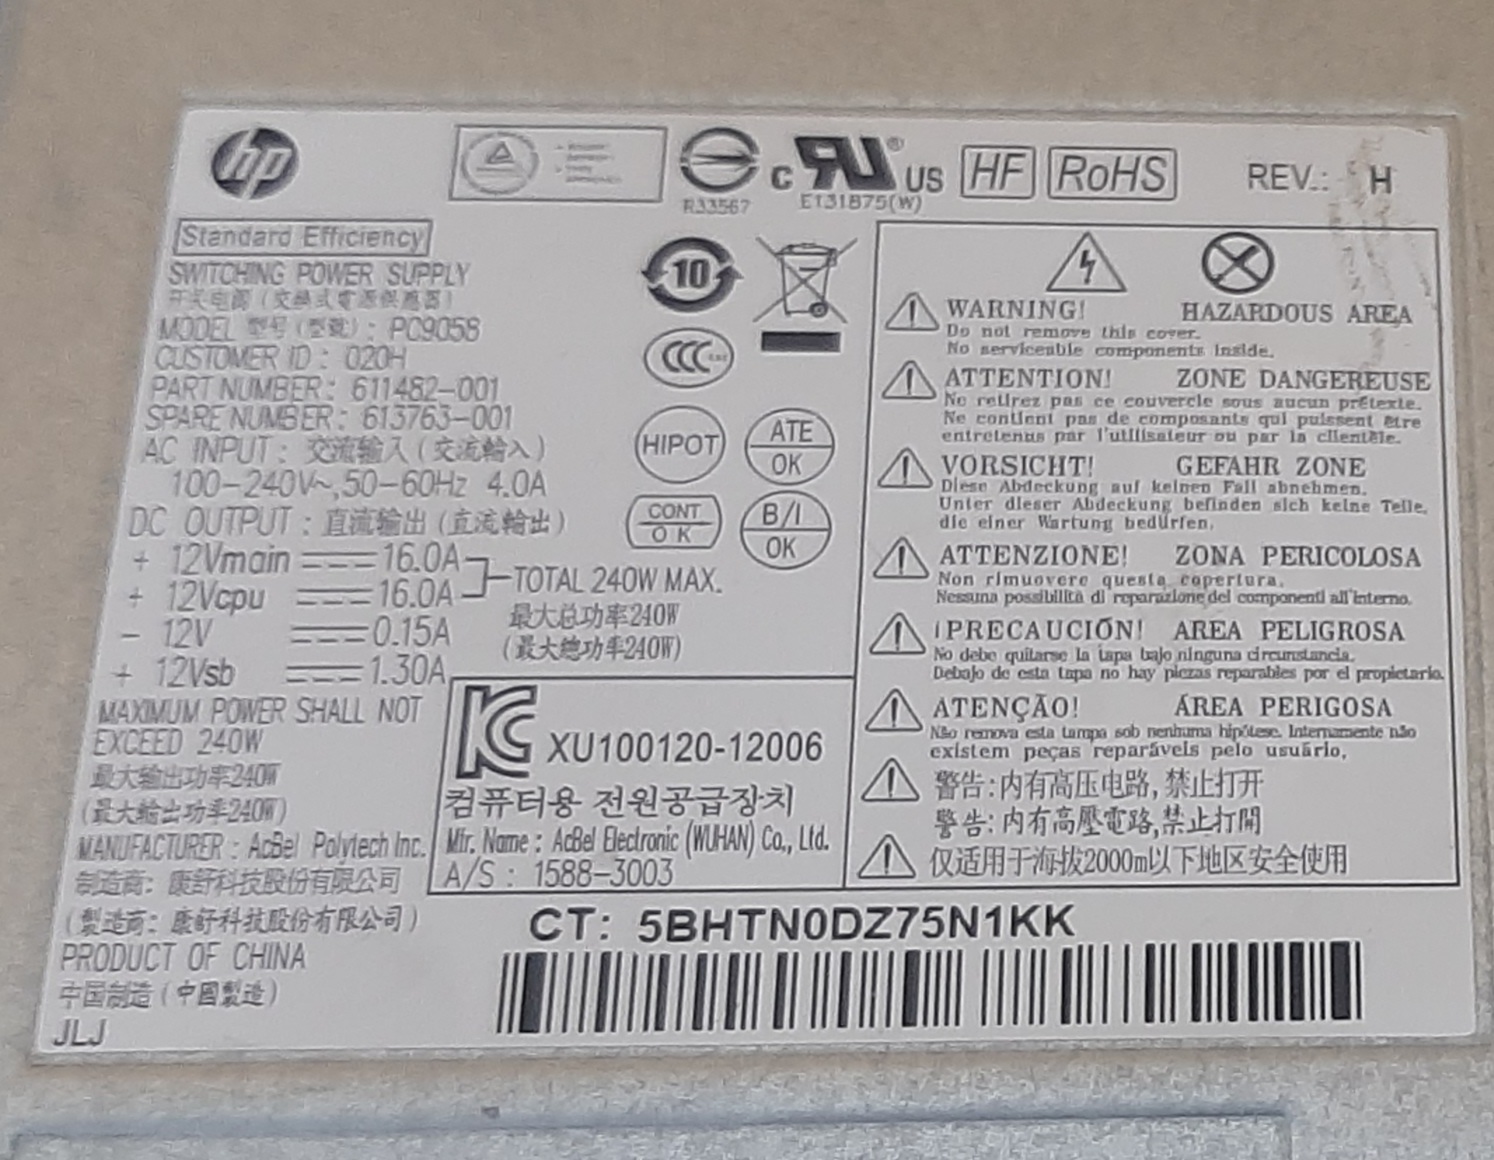 hp
R33567
c RU® US
E131875(W)
HF
RoHS
REV.: H
Standard Efficiency
SWITCHING POWER SUPPLY
开关电源(交換式電源供應器)
MODEL 型号(型號): PC9058
CUSTOMER ID: 020H
PART NUMBER: 611482-001
SPARE NUMBER: 613763-001
AC INPUT: 交流输入(交流輸入)
100-240V~,50-60Hz 4.0A
DC OUTPUT: 直流输出(直流輸出)
+ 12Vmain 16.0A
+ 12Vcpu 16.0A
TOTAL 240W MAX.
最大总功率240W
(最大總功率240W)
- 12V 0.15A
+ 12Vsb 1.30A
MAXIMUM POWER SHALL NOT
EXCEED 240W
最大输出功率240W
(最大輸出功率240W)
MANUFACTURER: AcBel Polytech Inc.
制造商: 康舒科技股份有限公司
(製造商: 康舒科技股份有限公司)
PRODUCT OF CHINA
中国制造(中國製造)
JLJ
10
CCC
HIPOT
ATE
OK
CONT
OK
B/I
OK
KC XU100120-12006
컴퓨터용 전원공급장치
Mfr. Name: AcBel Electronic (WUHAN) Co., Ltd.
A/S: 1588-3003
WARNING! HAZARDOUS AREA
Do not remove this cover.
No serviceable components inside.
ATTENTION! ZONE DANGEREUSE
Ne retirez pas ce couvercle sous aucun prétexte.
Ne contient pas de composants qui puissent être
entretenus par l'utilisateur ou par la clientèle.
VORSICHT! GEFAHR ZONE
Diese Abdeckung auf keinen Fall abnehmen.
Unter dieser Abdeckung befinden sich keine Teile,
die einer Wartung bedürfen.
ATTENZIONE! ZONA PERICOLOSA
Non rimuovere questa copertura.
Nessuna possibilità di reparazione del componenti all'interno.
¡PRECAUCIÓN! AREA PELIGROSA
No debe quitarse la tapa bajo ninguna circunstancia.
Debajo de esta tapa no hay piezas reparables por el propietario.
ATENÇÃO! ÁREA PERIGOSA
Não remova esta tampa sob nenhuma hipótese. Internamente não
existem peças reparáveis pelo usuário.
警告:内有高压电路,禁止打开
警告:内有高壓電路,禁止打開
仅适用于海拔2000m以下地区安全使用
CT: 5BHTN0DZ75N1KK